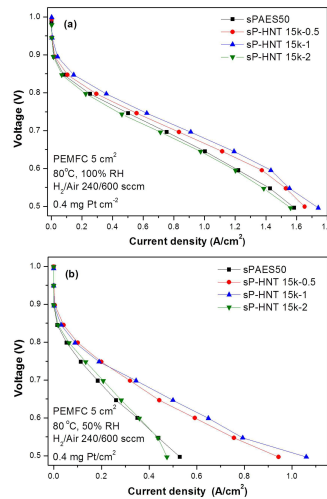 (a)
sPAES50
sP-HNT 15k-0.5
sP-HNT 15k-1
sP-HNT 15k-2
PEMFC 5 cm²
80°C, 100% RH
H₂/Air 240/600 sccm
0.4 mg Pt cm⁻²
Voltage (V)
1.0
0.9
0.8
0.7
0.6
0.5
0.0 0.2 0.4 0.6 0.8 1.0 1.2 1.4 1.6 1.8
Current density (A/cm²)
(b)
sPAES50
sP-HNT 15k-0.5
sP-HNT 15k-1
sP-HNT 15k-2
PEMFC 5 cm²
80 °C, 50% RH
H₂/Air 240/600 sccm
0.4 mg Pt/cm²
Voltage (V)
1.0
0.9
0.8
0.7
0.6
0.5
0.0 0.2 0.4 0.6 0.8 1.0 1.2
Current density (A/cm²)